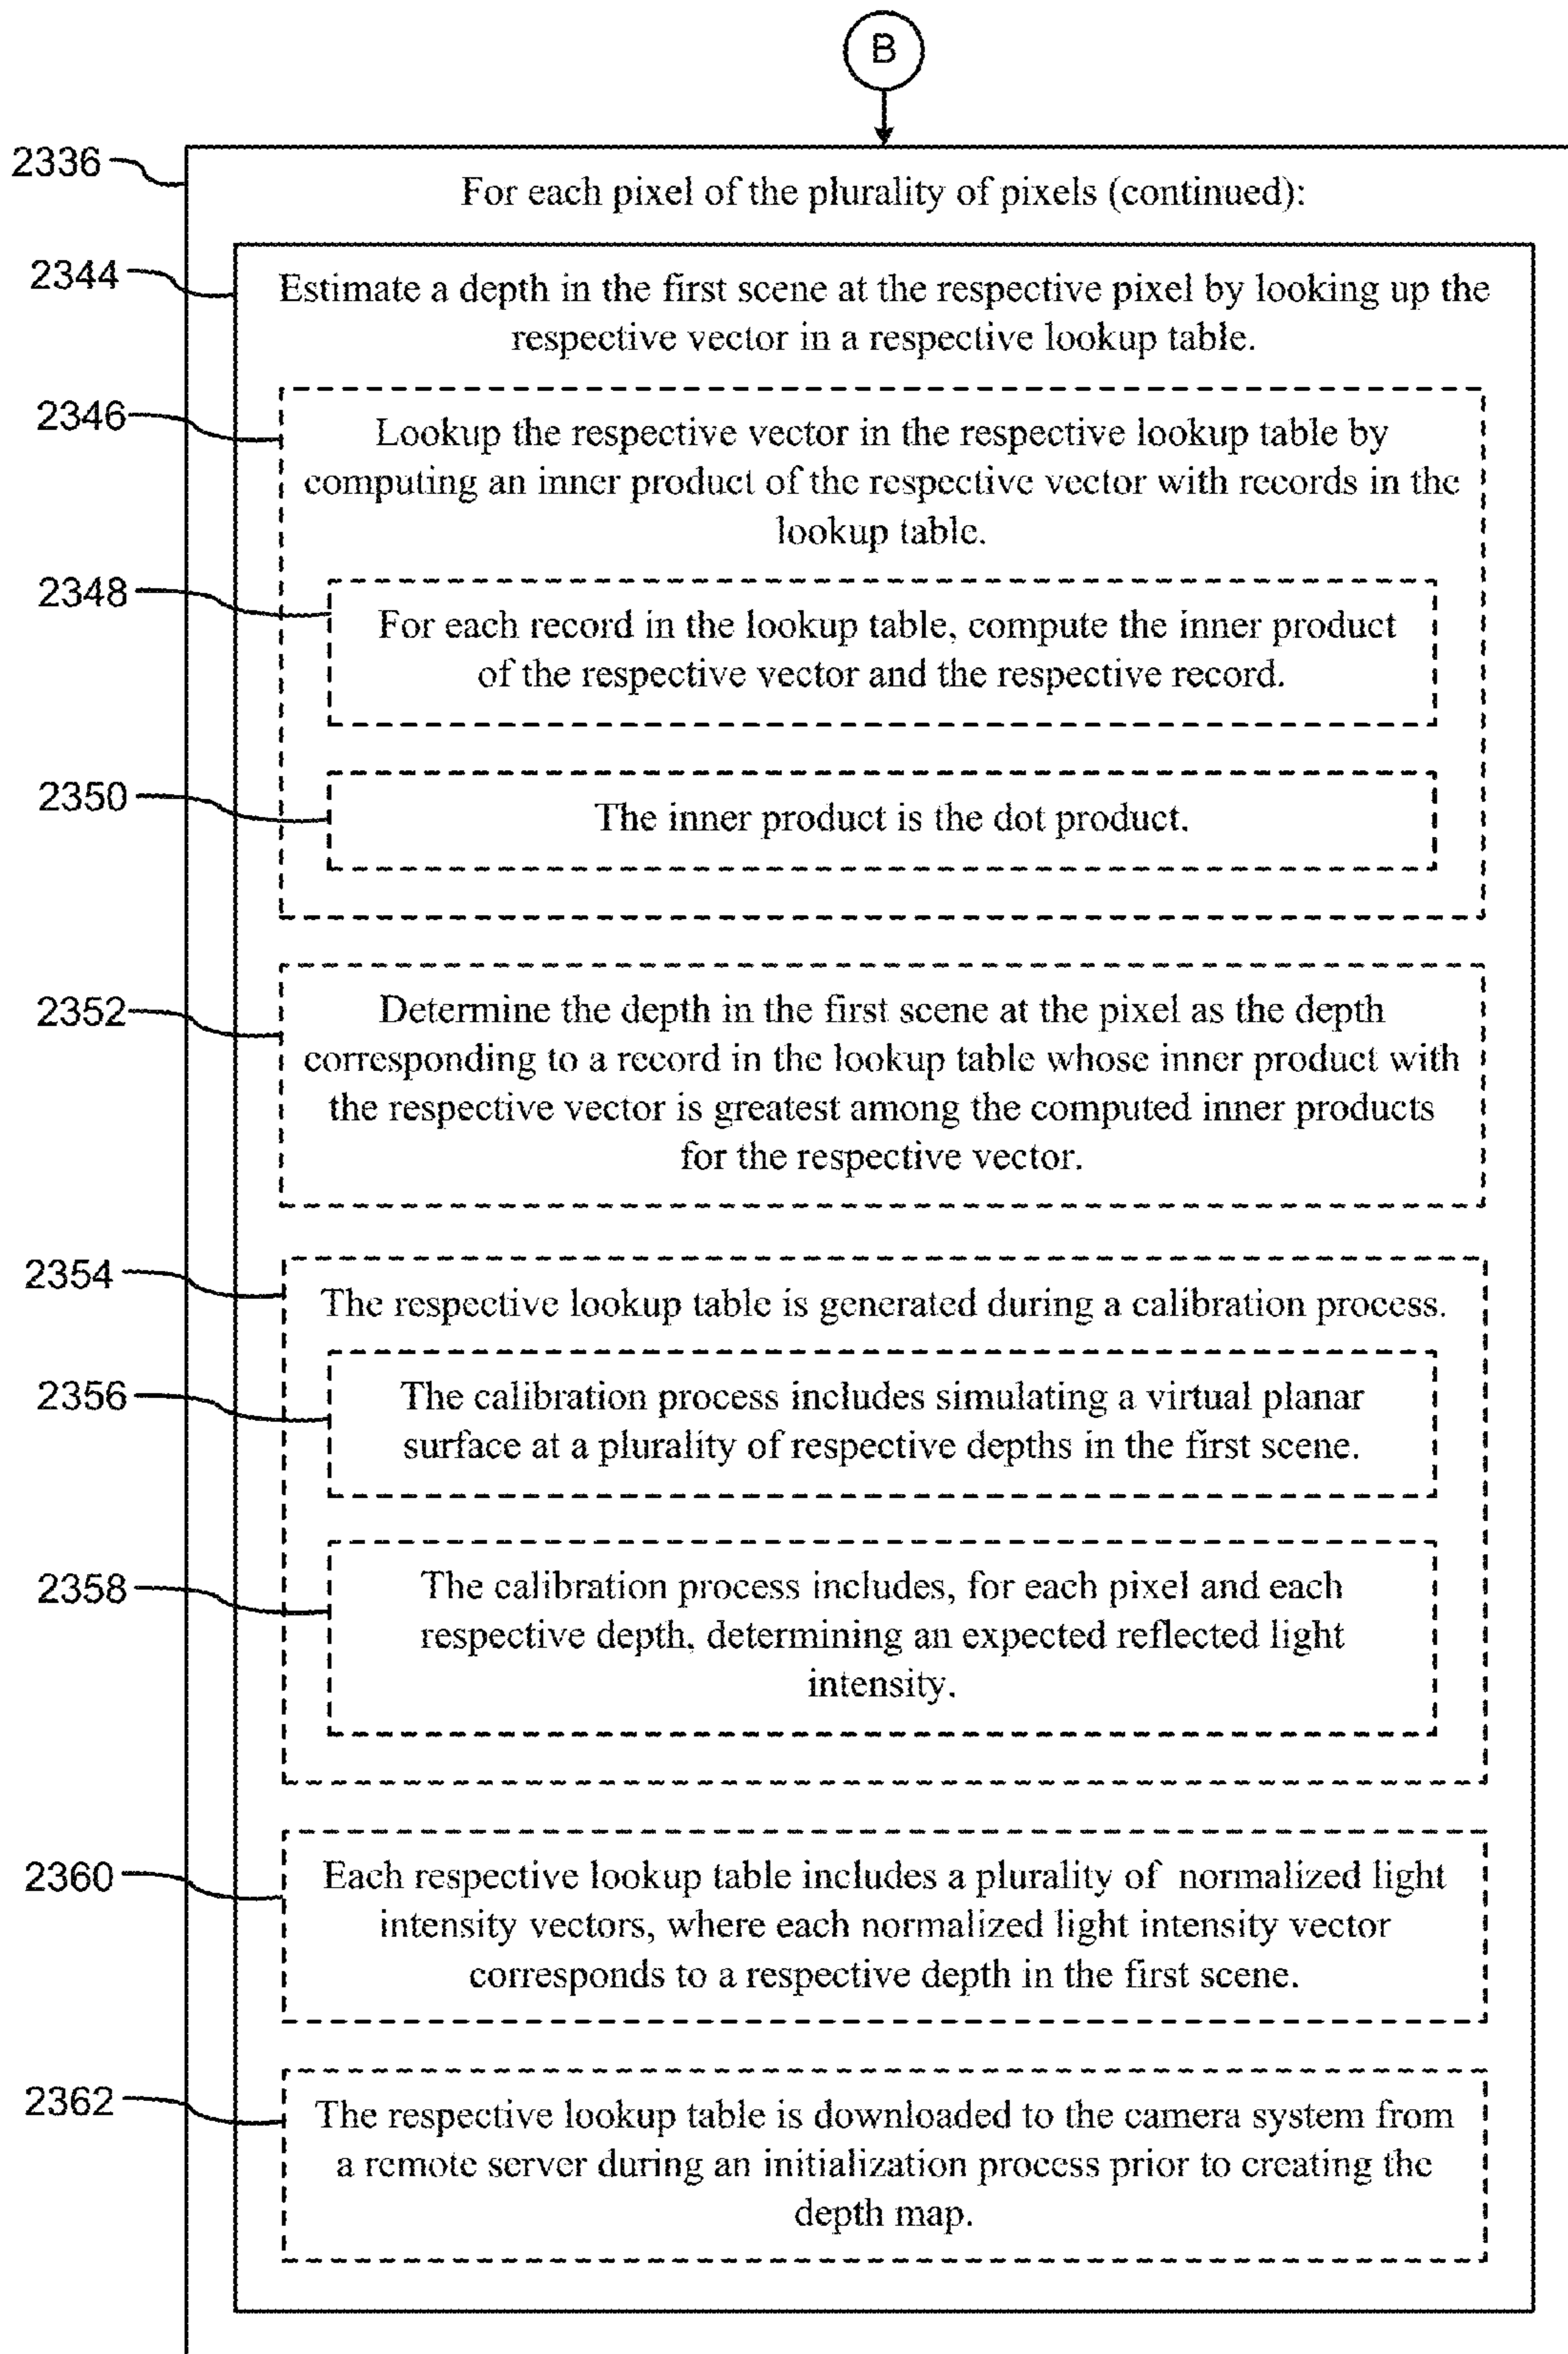 B
2336
For each pixel of the plurality of pixels (continued):
2344
Estimate a depth in the first scene at the respective pixel by looking up the
respective vector in a respective lookup table.
2346
Lookup the respective vector in the respective lookup table by
computing an inner product of the respective vector with records in the
lookup table.
2348
For each record in the lookup table, compute the inner product
of the respective vector and the respective record.
2350
The inner product is the dot product.
2352
Determine the depth in the first scene at the pixel as the depth
corresponding to a record in the lookup table whose inner product with
the respective vector is greatest among the computed inner products
for the respective vector.
2354
The respective lookup table is generated during a calibration process.
2356
The calibration process includes simulating a virtual planar
surface at a plurality of respective depths in the first scene.
2358
The calibration process includes, for each pixel and each
respective depth, determining an expected reflected light
intensity.
2360
Each respective lookup table includes a plurality of normalized light
intensity vectors, where each normalized light intensity vector
corresponds to a respective depth in the first scene.
2362
The respective lookup table is downloaded to the camera system from
a remote server during an initialization process prior to creating the
depth map.